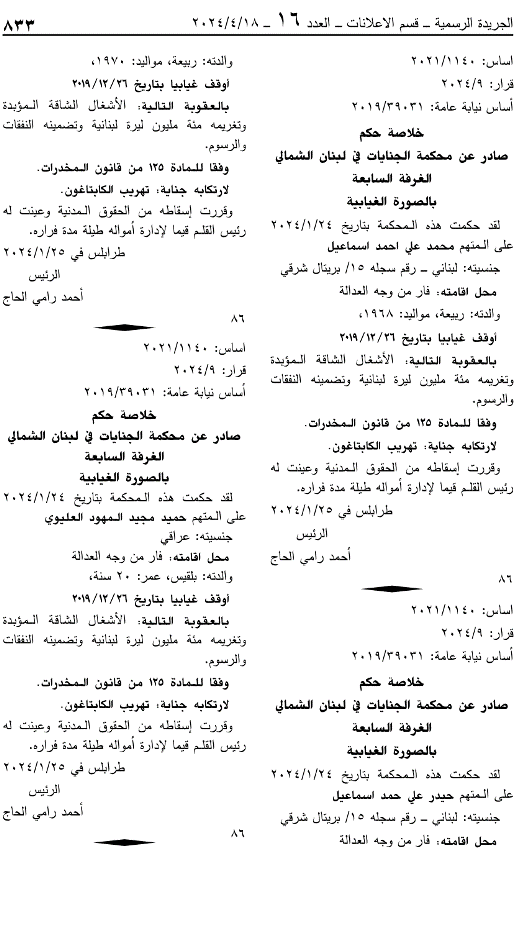 الجريدة الرسمية ــ قسم الاعلانات ــ العدد ١٦ ــ ٢٠٢٤/٤/١٨
٨٣٣
اساس: ٢٠٢١/١١٤٠
قرار: ٢٠٢٤/٩
أساس نيابة عامة: ٢٠١٩/٣٩٠٣١
خلاصة حكم
صادر عن محكمة الجنايات في لبنان الشمالي
الغرفة السابعة
بالصورة الغيابية
لقد حكمت هذه المحكمة بتاريخ ٢٠٢٤/١/٢٤
على المتهم محمد علي احمد اسماعيل
جنسيته: لبناني ــ رقم سجله ١٥/ بريتال شرقي
محل اقامته: فار من وجه العدالة
والدته: ربيعة، مواليد: ١٩٦٨،
أوقف غيابيا بتاريخ ٢٠١٩/١٢/٢٦
بالعقوبة التالية: الأشغال الشاقة المؤبدة
وتغريمه مئة مليون ليرة لبنانية وتضمينه النفقات
والرسوم.
وفقا للمادة ١٢٥ من قانون المخدرات.
لارتكابه جناية: تهريب الكابتاغون.
وقررت إسقاطه من الحقوق المدنية وعينت له
رئيس القلم قيما لإدارة أمواله طيلة مدة فراره.
طرابلس في ٢٠٢٤/١/٢٥
الرئيس
أحمد رامي الحاج
٨٦
اساس: ٢٠٢١/١١٤٠
قرار: ٢٠٢٤/٩
أساس نيابة عامة: ٢٠١٩/٣٩٠٣١
خلاصة حكم
صادر عن محكمة الجنايات في لبنان الشمالي
الغرفة السابعة
بالصورة الغيابية
لقد حكمت هذه المحكمة بتاريخ ٢٠٢٤/١/٢٤
على المتهم حيدر علي حمد اسماعيل
جنسيته: لبناني ــ رقم سجله ١٥/ بريتال شرقي
محل اقامته: فار من وجه العدالة
والدته: ربيعة، مواليد: ١٩٧٠،
أوقف غيابيا بتاريخ ٢٠١٩/١٢/٢٦
بالعقوبة التالية: الأشغال الشاقة المؤبدة
وتغريمه مئة مليون ليرة لبنانية وتضمينه النفقات
والرسوم.
وفقا للمادة ١٢٥ من قانون المخدرات.
لارتكابه جناية: تهريب الكابتاغون.
وقررت إسقاطه من الحقوق المدنية وعينت له
رئيس القلم قيما لإدارة أمواله طيلة مدة فراره.
طرابلس في ٢٠٢٤/١/٢٥
الرئيس
أحمد رامي الحاج
٨٦
اساس: ٢٠٢١/١١٤٠
قرار: ٢٠٢٤/٩
أساس نيابة عامة: ٢٠١٩/٣٩٠٣١
خلاصة حكم
صادر عن محكمة الجنايات في لبنان الشمالي
الغرفة السابعة
بالصورة الغيابية
لقد حكمت هذه المحكمة بتاريخ ٢٠٢٤/١/٢٤
على المتهم حميد مجيد المهود العليوي
جنسيته: عراقي
محل اقامته: فار من وجه العدالة
والدته: بلقيس، عمر: ٢٠ سنة،
أوقف غيابيا بتاريخ ٢٠١٩/١٢/٢٦
بالعقوبة التالية: الأشغال الشاقة المؤبدة
وتغريمه مئة مليون ليرة لبنانية وتضمينه النفقات
والرسوم.
وفقا للمادة ١٢٥ من قانون المخدرات.
لارتكابه جناية: تهريب الكابتاغون.
وقررت إسقاطه من الحقوق المدنية وعينت له
رئيس القلم قيما لإدارة أمواله طيلة مدة فراره.
طرابلس في ٢٠٢٤/١/٢٥
الرئيس
أحمد رامي الحاج
٨٦